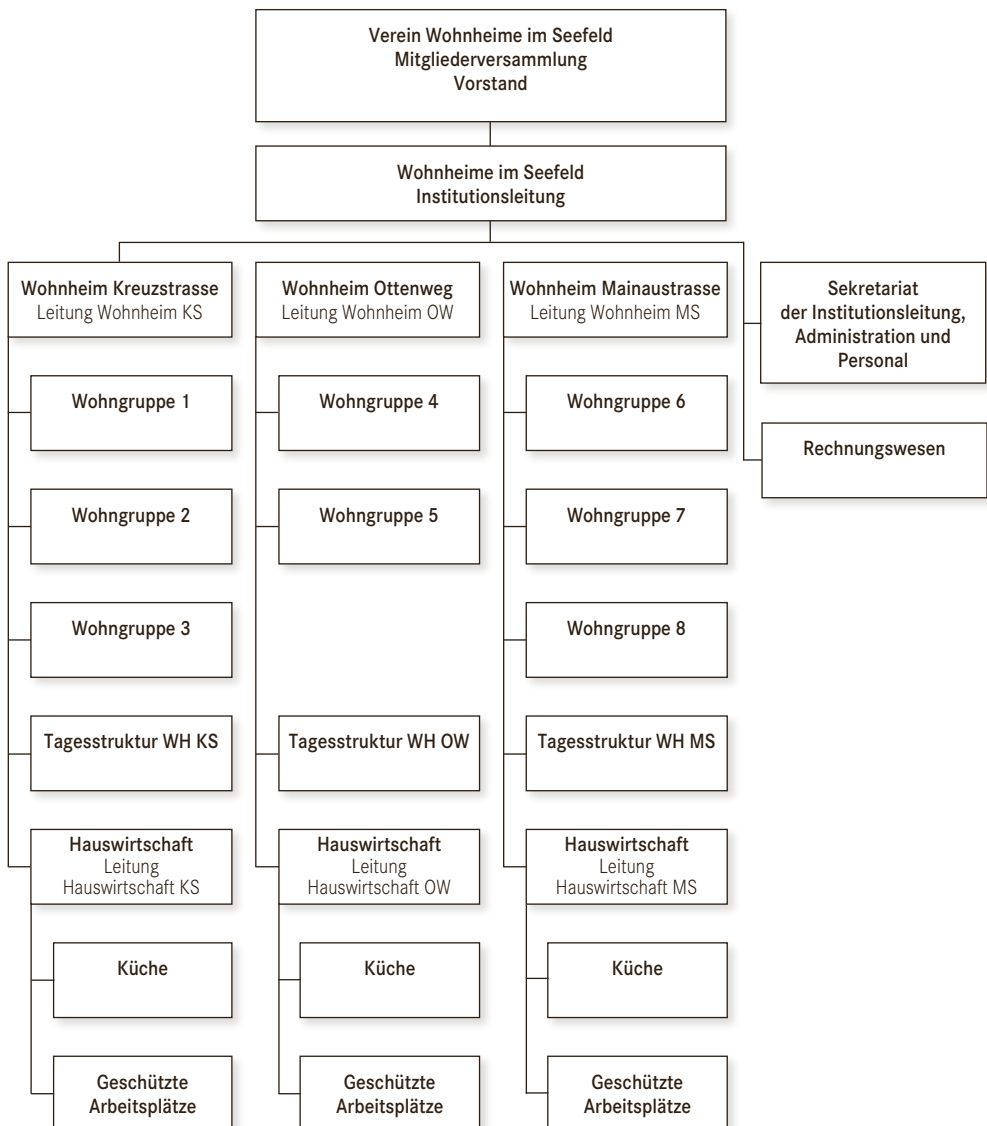 Verein Wohnheime im Seefeld
Mitgliederversammlung
Vorstand
Wohnheime im Seefeld
Institutionsleitung
Wohnheim Kreuzstrasse
Leitung Wohnheim KS
Wohngruppe 1
Wohngruppe 2
Wohngruppe 3
Tagesstruktur WH KS
Hauswirtschaft
Leitung
Hauswirtschaft KS
Küche
Geschützte
Arbeitsplätze
Wohnheim Ottenweg
Leitung Wohnheim OW
Wohngruppe 4
Wohngruppe 5
Tagesstruktur WH OW
Hauswirtschaft
Leitung
Hauswirtschaft OW
Küche
Geschützte
Arbeitsplätze
Wohnheim Mainaustrasse
Leitung Wohnheim MS
Wohngruppe 6
Wohngruppe 7
Wohngruppe 8
Tagesstruktur WH MS
Hauswirtschaft
Leitung
Hauswirtschaft MS
Küche
Geschützte
Arbeitsplätze
Sekretariat
der Institutionsleitung,
Administration und
Personal
Rechnungswesen